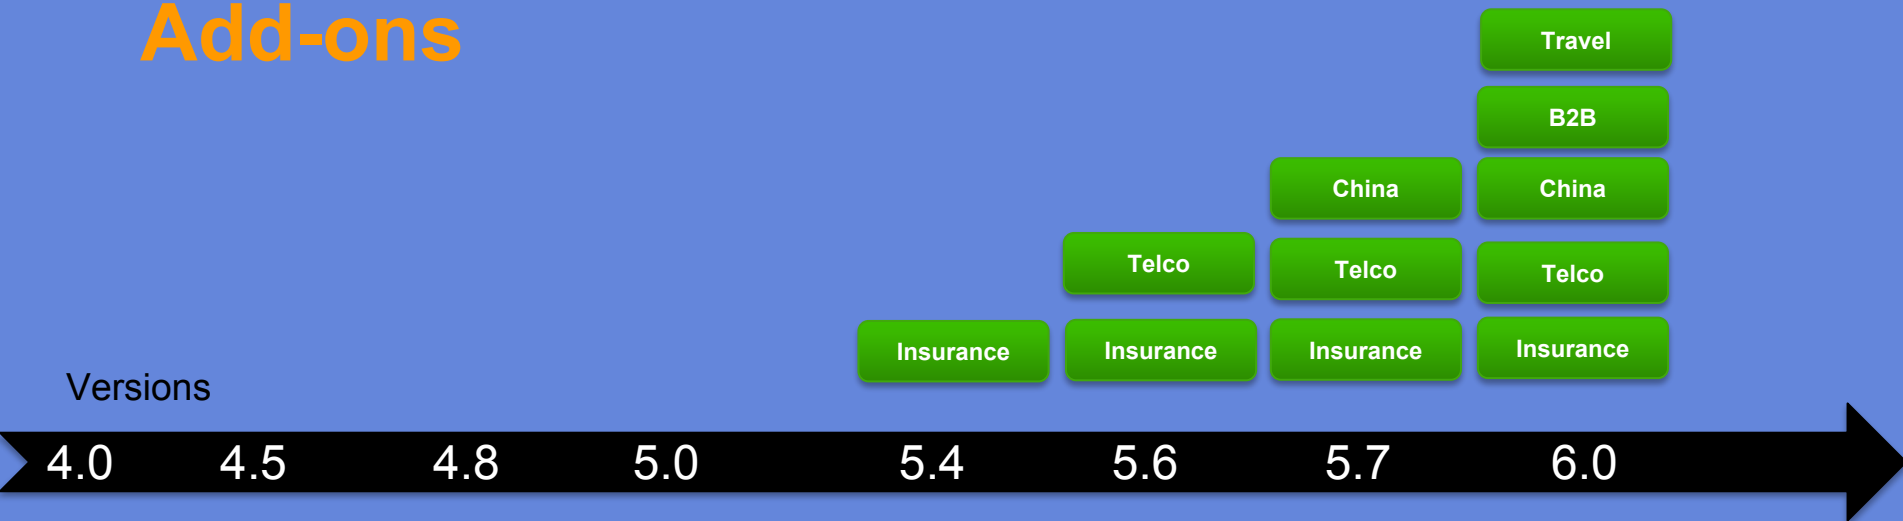 Add-ons
Travel
B2B
China China
Telco Telco Telco
Insurance Insurance Insurance Insurance
Versions
4.0 4.5 4.8 5.0 5.4 5.6 5.7 6.0